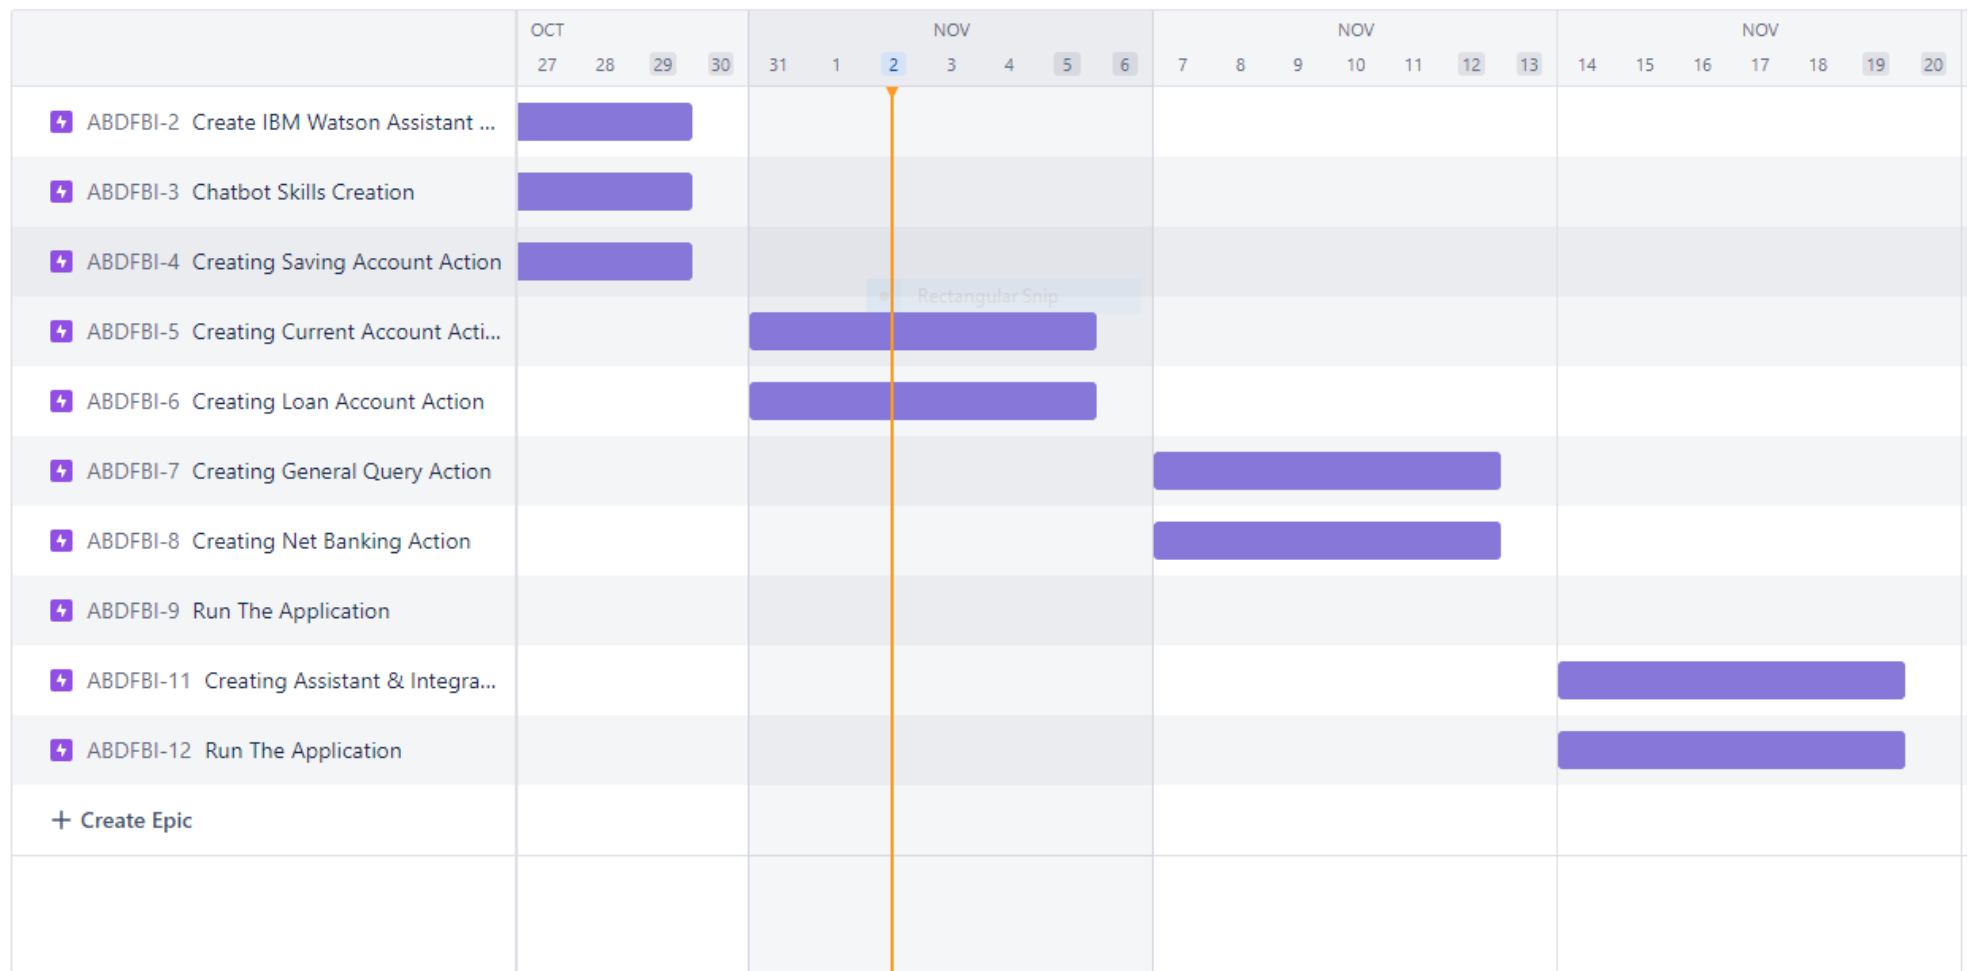 OCT NOV NOV NOV
27 28 29 30 31 1 2 3 4 5 6 7 8 9 10 11 12 13 14 15 16 17 18 19 20
ABDFBI-2 Create IBM Watson Assistant ...
ABDFBI-3 Chatbot Skills Creation
ABDFBI-4 Creating Saving Account Action
Rectangular Snip
ABDFBI-5 Creating Current Account Acti...
ABDFBI-6 Creating Loan Account Action
ABDFBI-7 Creating General Query Action
ABDFBI-8 Creating Net Banking Action
ABDFBI-9 Run The Application
ABDFBI-11 Creating Assistant & Integra...
ABDFBI-12 Run The Application
+ Create Epic